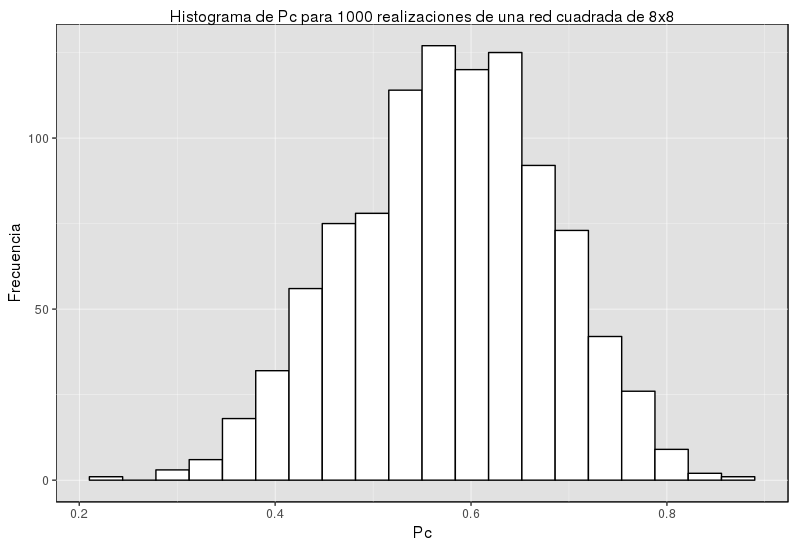 Histograma de Pc para 1000 realizaciones de una red cuadrada de 8x8
Frecuencia
100
50
0
0.2 0.4 0.6 0.8
Pc